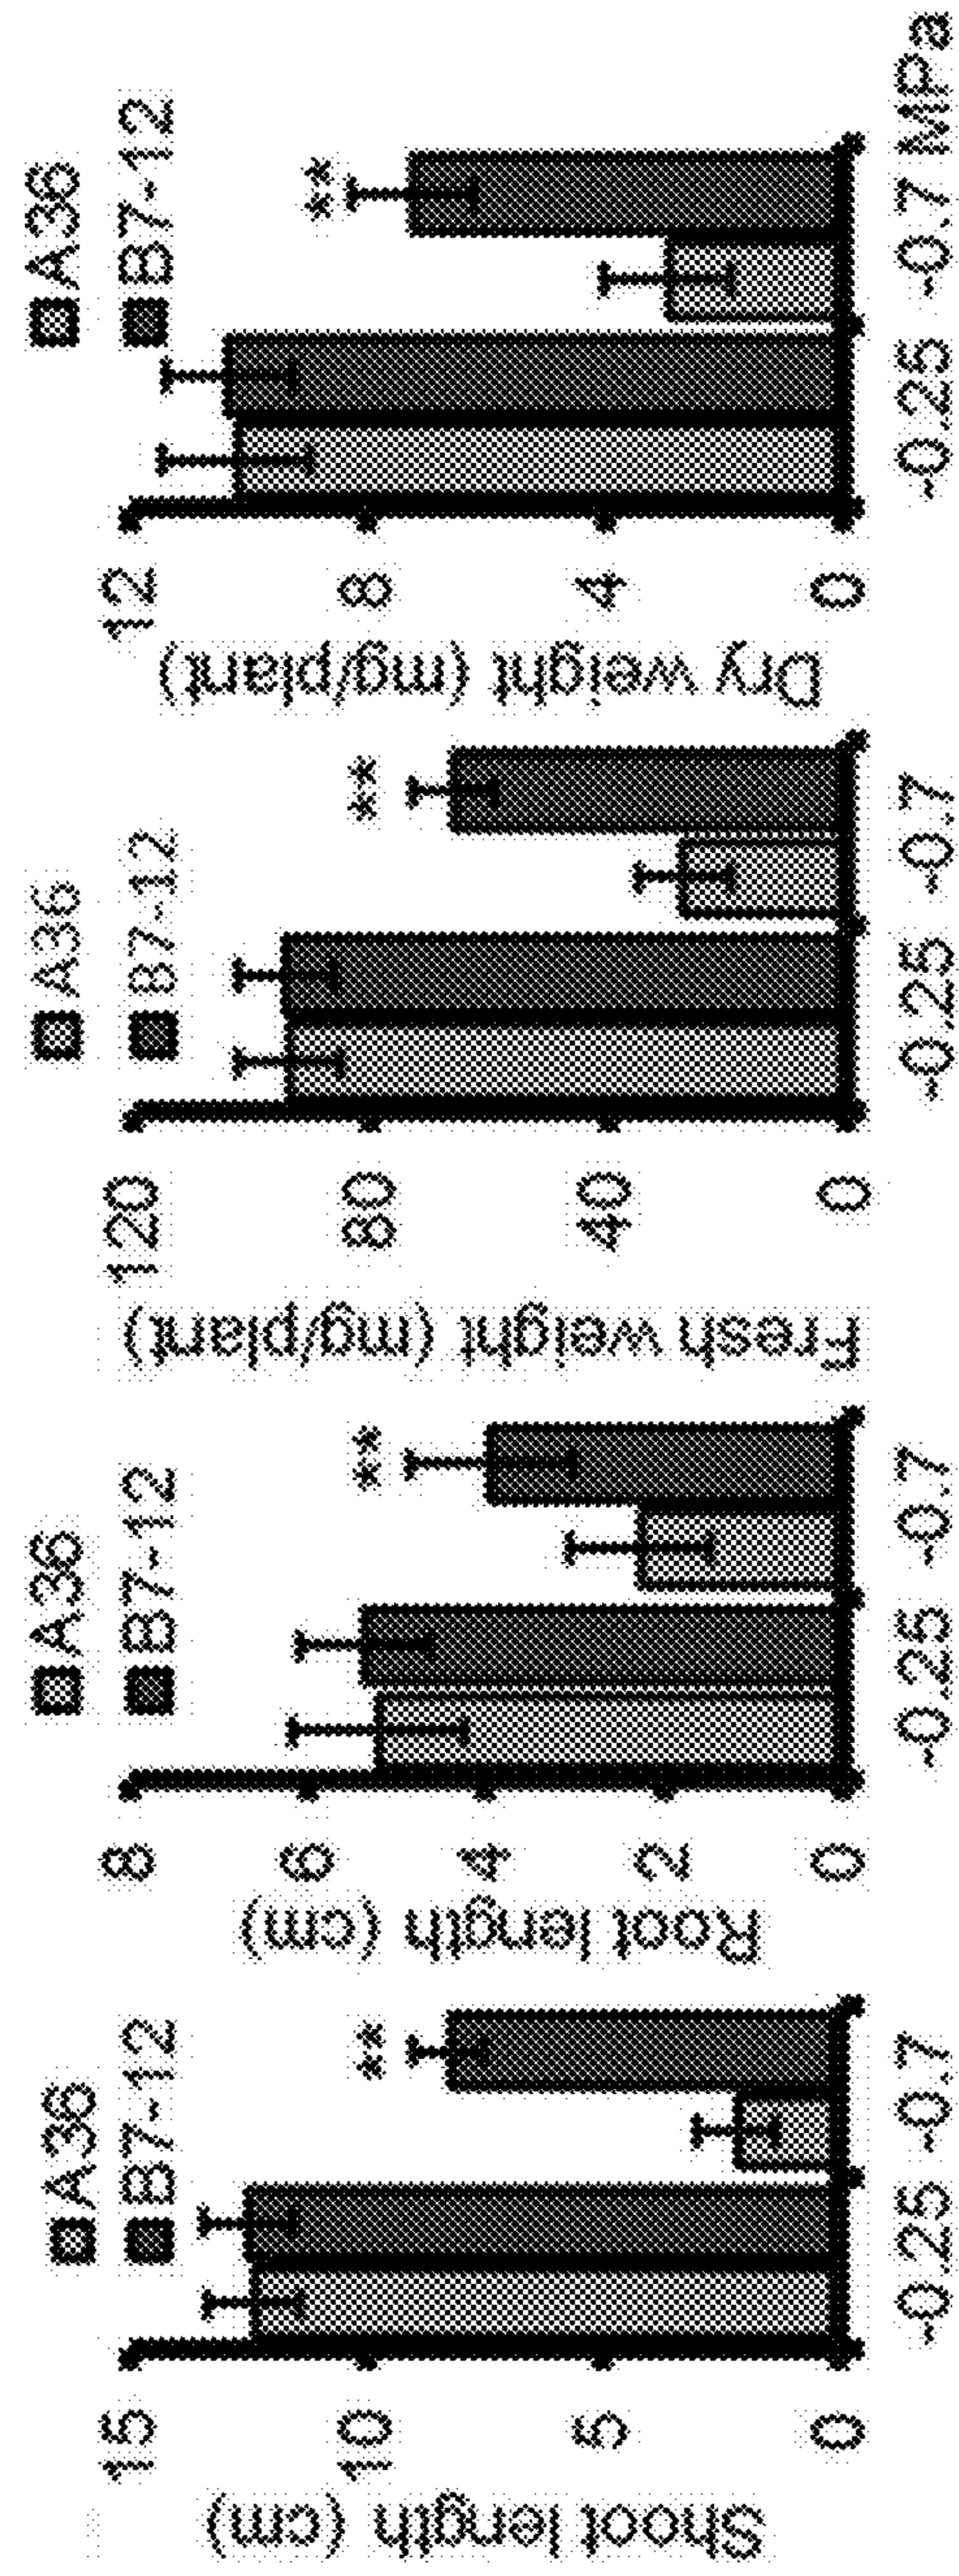 Shoot length (cm)
15
10
5
0
A36
B7-12
**
-0.25
-0.7
Root length (cm)
8
6
4
2
0
A36
B7-12
**
-0.25
-0.7
Fresh weight (mg/plant)
120
80
40
0
A36
B7-12
**
-0.25
-0.7
Dry weight (mg/plant)
12
8
4
0
A36
B7-12
**
-0.25
-0.7 MPa